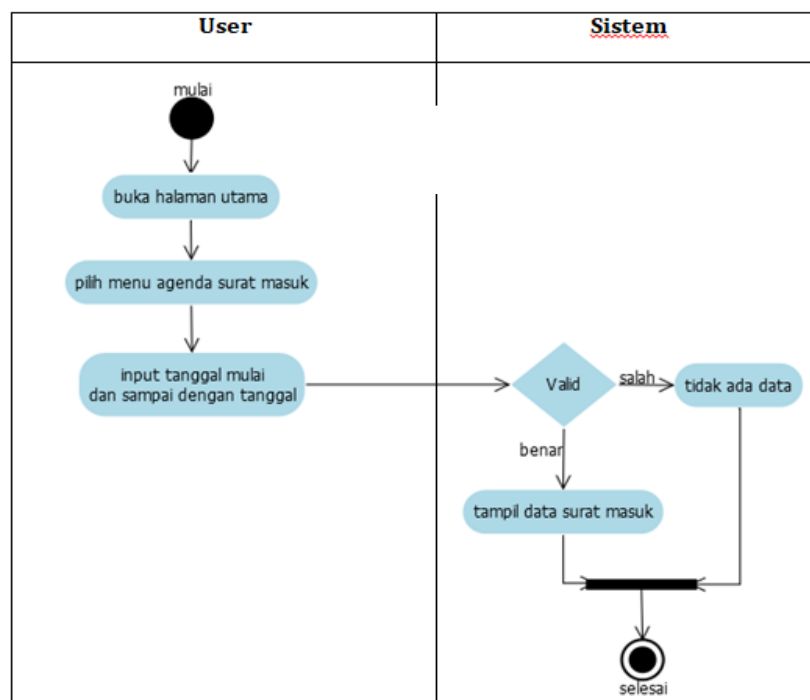 User
Sistem
mulai
buka halaman utama
pilih menu agenda surat masuk
input tanggal mulai
dan sampai dengan tanggal
Valid
salah
tidak ada data
benar
tampil data surat masuk
selesai